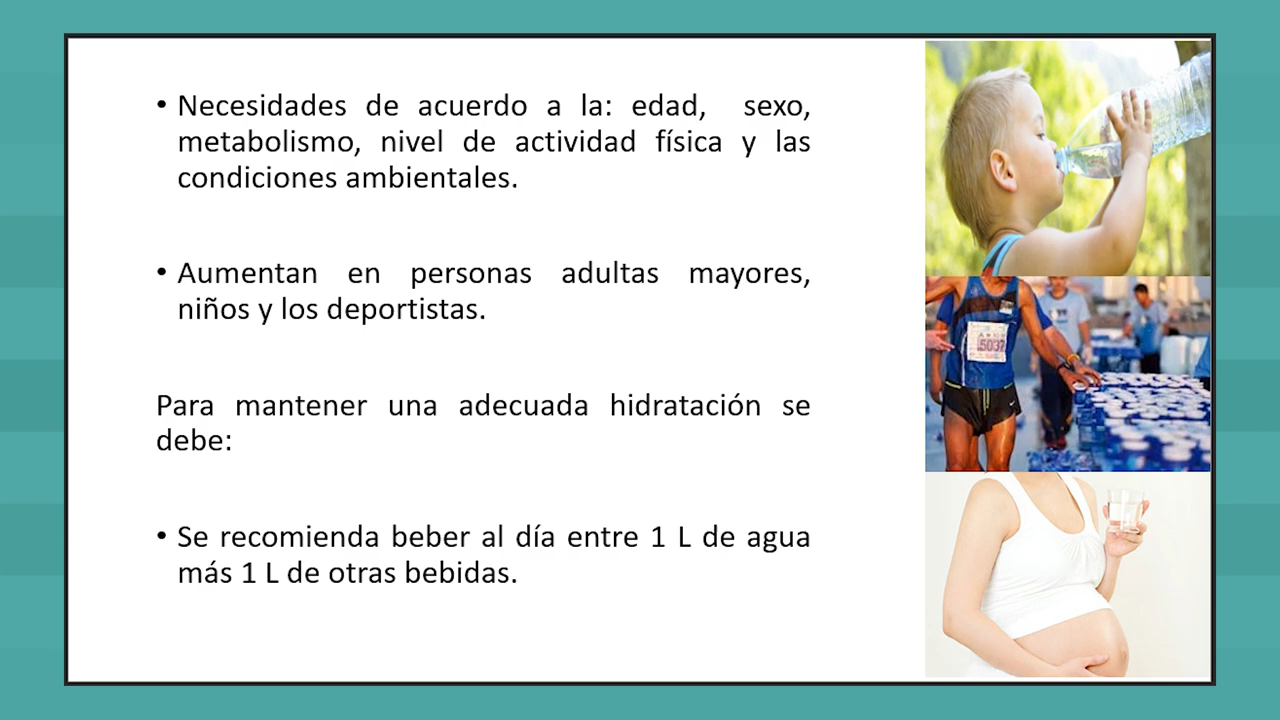 • Necesidades de acuerdo a la: edad, sexo,
metabolismo, nivel de actividad física y las
condiciones ambientales.
• Aumentan en personas adultas mayores,
niños y los deportistas.
Para mantener una adecuada hidratación se
debe:
• Se recomienda beber al día entre 1 L de agua
más 1 L de otras bebidas.
5037